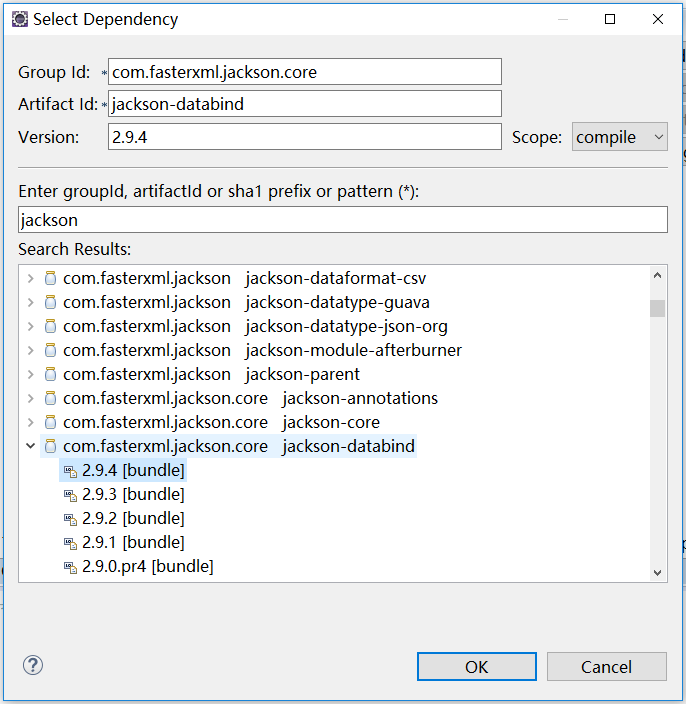 Select Dependency
Group Id: * com.fasterxml.jackson.core
Artifact Id: * jackson-databind
Version: 2.9.4 Scope: compile
Enter groupId, artifactId or sha1 prefix or pattern (*):
jackson
Search Results:
com.fasterxml.jackson jackson-dataformat-csv
com.fasterxml.jackson jackson-datatype-guava
com.fasterxml.jackson jackson-datatype-json-org
com.fasterxml.jackson jackson-module-afterburner
com.fasterxml.jackson jackson-parent
com.fasterxml.jackson.core jackson-annotations
com.fasterxml.jackson.core jackson-core
com.fasterxml.jackson.core jackson-databind
2.9.4 [bundle]
2.9.3 [bundle]
2.9.2 [bundle]
2.9.1 [bundle]
2.9.0.pr4 [bundle]
? OK Cancel